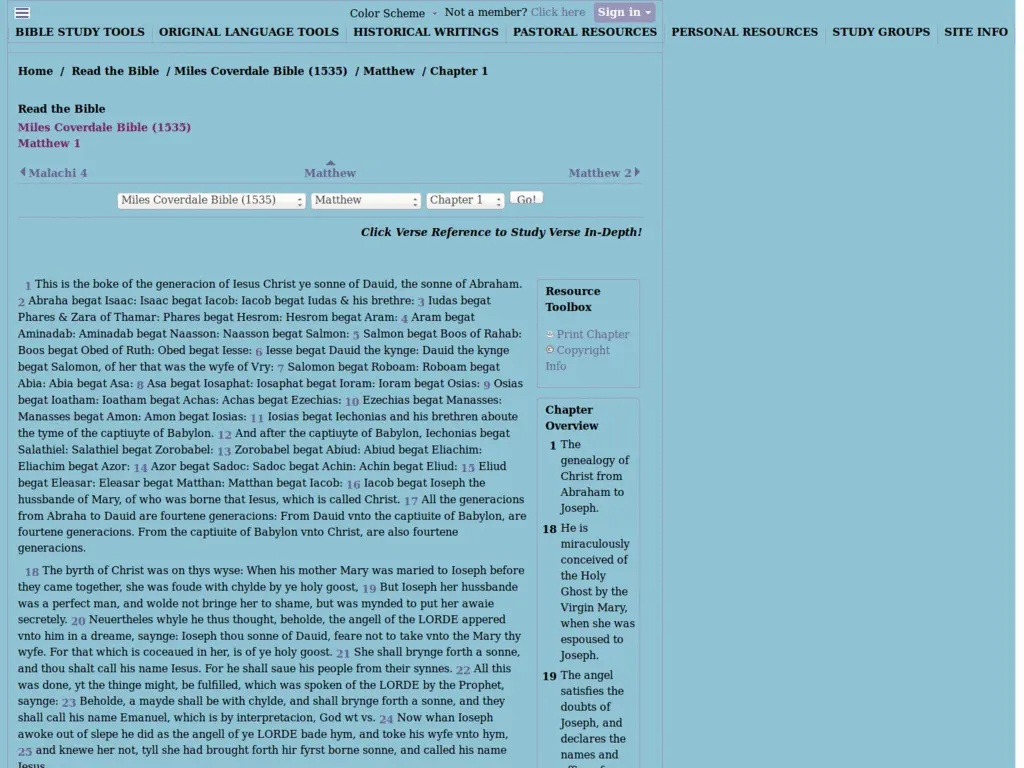 Color Scheme - Not a member? Click here Sign in
BIBLE STUDY TOOLS ORIGINAL LANGUAGE TOOLS HISTORICAL WRITINGS PASTORAL RESOURCES PERSONAL RESOURCES STUDY GROUPS SITE INFO
Home / Read the Bible / Miles Coverdale Bible (1535) / Matthew / Chapter 1
Read the Bible
Miles Coverdale Bible (1535)
Matthew 1
Malachi 4 Matthew Matthew 2
Miles Coverdale Bible (1535) Matthew Chapter 1 Go!
Click Verse Reference to Study Verse In-Depth!
1 This is the boke of the generacion of Iesus Christ ye sonne of Dauid, the sonne of Abraham.
2 Abraha begat Isaac: Isaac begat Iacob: Iacob begat Iudas & his brethre: 3 Iudas begat
Phares & Zara of Thamar: Phares begat Hesrom: Hesrom begat Aram: 4 Aram begat
Aminadab: Aminadab begat Naasson: Naasson begat Salmon: 5 Salmon begat Boos of Rahab:
Boos begat Obed of Ruth: Obed begat Iesse: 6 Iesse begat Dauid the kynge: Dauid the kynge
begat Salomon, of her that was the wyfe of Vry: 7 Salomon begat Roboam: Roboam begat
Abia: Abia begat Asa: 8 Asa begat Iosaphat: Iosaphat begat Ioram: Ioram begat Osias: 9 Osias
begat Ioatham: Ioatham begat Achas: Achas begat Ezechias: 10 Ezechias begat Manasses:
Manasses begat Amon: Amon begat Iosias: 11 Iosias begat Iechonias and his brethren aboute
the tyme of the captiuyte of Babylon. 12 And after the captiuyte of Babylon, Iechonias begat
Salathiel: Salathiel begat Zorobabel: 13 Zorobabel begat Abiud: Abiud begat Eliachim:
Eliachim begat Azor: 14 Azor begat Sadoc: Sadoc begat Achin: Achin begat Eliud: 15 Eliud
begat Eleasar: Eleasar begat Matthan: Matthan begat Iacob: 16 Iacob begat Ioseph the
hussbande of Mary, of who was borne that Iesus, which is called Christ. 17 All the generacions
from Abraha to Dauid are fourtene generacions: From Dauid vnto the captiuite of Babylon, are
fourtene generacions. From the captiuite of Babylon vnto Christ, are also fourtene
generacions.
18 The byrth of Christ was on thys wyse: When his mother Mary was maried to Ioseph before
they came together, she was foude with chylde by ye holy goost, 19 But Ioseph her hussbande
was a perfect man, and wolde not bringe her to shame, but was mynded to put her awaie
secretely. 20 Neuertheles whyle he thus thought, beholde, the angell of the LORDE appered
vnto him in a dreame, saynge: Ioseph thou sonne of Dauid, feare not to take vnto the Mary thy
wyfe. For that which is coceaued in her, is of ye holy goost. 21 She shall brynge forth a sonne,
and thou shalt call his name Iesus. For he shall saue his people from their synnes. 22 All this
was done, yt the thinge might, be fulfilled, which was spoken of the LORDE by the Prophet,
saynge: 23 Beholde, a mayde shall be with chylde, and shall brynge forth a sonne, and they
shall call his name Emanuel, which is by interpretacion, God wt vs. 24 Now whan Ioseph
awoke out of slepe he did as the angell of ye LORDE bade hym, and toke his wyfe vnto hym,
25 and knewe her not, tyll she had brought forth hir fyrst borne sonne, and called his name
Iesus
Resource
Toolbox
Print Chapter
Copyright
Info
Chapter
Overview
1 The
genealogy of
Christ from
Abraham to
Joseph.
18 He is
miraculously
conceived of
the Holy
Ghost by the
Virgin Mary,
when she was
espoused to
Joseph.
19 The angel
satisfies the
doubts of
Joseph, and
declares the
names and